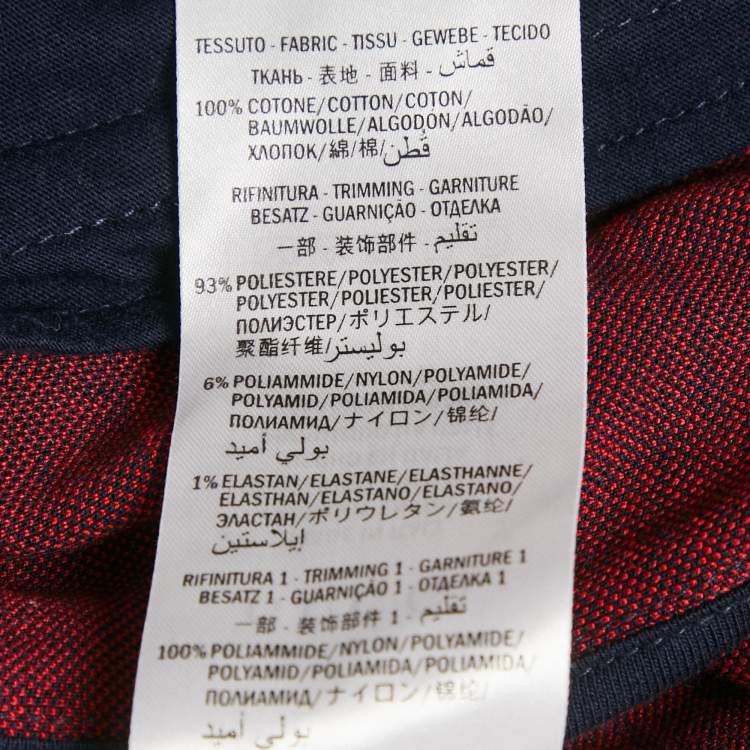 TESSUTO - FABRIC - TISSU - GEWEBE - TECIDO
ТКАНЬ - 表地 - 面料 - قماش
100% COTONE/COTTON/COTON/
BAUMWOLLE/ALGODÓN/ALGODÃO/
ХЛОПОК/綿/棉/قُطن
RIFINITURA - TRIMMING - GARNITURE
BESATZ - GUARNIÇÃO - ОТДЕЛКА
一部 - 装饰部件 - تقليم
93% POLIESTERE/POLYESTER/POLYESTER/
POLYESTER/POLIESTER/POLIESTER/
ПОЛИЭСТЕР/ポリエステル/
聚酯纤维/بوليستر
6% POLIAMMIDE/NYLON/POLYAMIDE/
POLYAMID/POLIAMIDA/POLIAMIDA/
ПОЛИАМИД/ナイロン/锦纶/
بولي أميد
1% ELASTAN/ELASTANE/ELASTHANNE/
ELASTHAN/ELASTANO/ELASTANO/
ЭЛАСТАН/ポリウレタン/氨纶/
إيلاستين
RIFINITURA 1 - TRIMMING 1 - GARNITURE 1
BESATZ 1 - GUARNIÇÃO 1 - ОТДЕЛКА 1
一部 - 装饰部件 1 - تقليم 1
100% POLIAMMIDE/NYLON/POLYAMIDE/
POLYAMID/POLIAMIDA/POLIAMIDA/
ПОЛИАМИД/ナイロン/锦纶/
بولي أميد